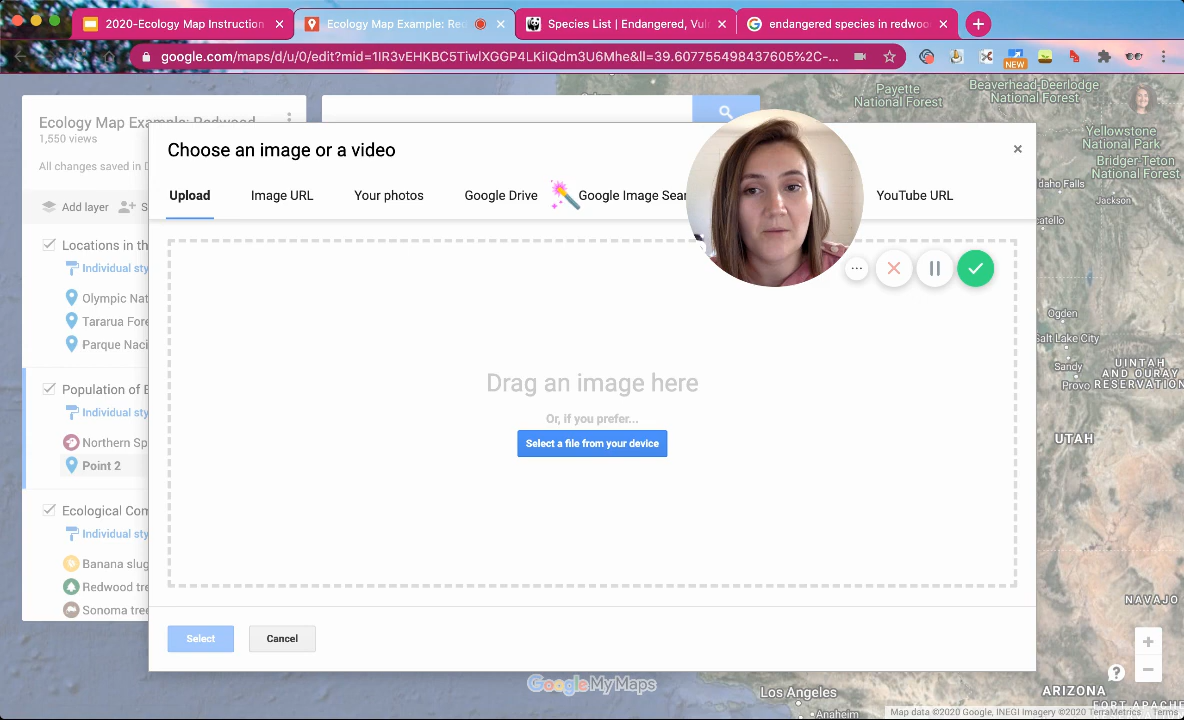 2020-Ecology Map Instruction
Ecology Map Example: Re
Species List | Endangered, Vul
endangered species in redwoo
google.com/maps/d/u/0/edit?mid=1IR3vEHKBC5TiwlXGGP4LKiIQdm3U6Mhe&ll=39.607755498437605%2C-...
NEW
Ecology Map Example: Redwood
1,550 views
All changes saved in D
Add layer
S
Locations in th
Individual sty
Olympic Nat
Tararua Fore
Parque Naci
Population of E
Individual sty
Northern Sp
Point 2
Ecological Com
Individual sty
Banana slug
Redwood tre
Sonoma tree
Choose an image or a video
Upload
Image URL
Your photos
Google Drive
Google Image Sear
YouTube URL
Drag an image here
Or, if you prefer...
Select a file from your device
Select
Cancel
Google My Maps
Payette
National Forest
Beaverhead-Deerlodge
National Forest
Yellowstone
National Park
Bridger-Teton
National Forest
Idaho Falls
Jackson
catello
Ogden
Salt Lake City
Sandy
Provo
UINTAH
AND OURAY
RESERVATION
UTAH
NAVAJO
ARIZONA
FORT APACHE
Los Angeles
Anaheim
Map data ©2020 Google, INEGI Imagery ©2020 TerraMetrics
Terms